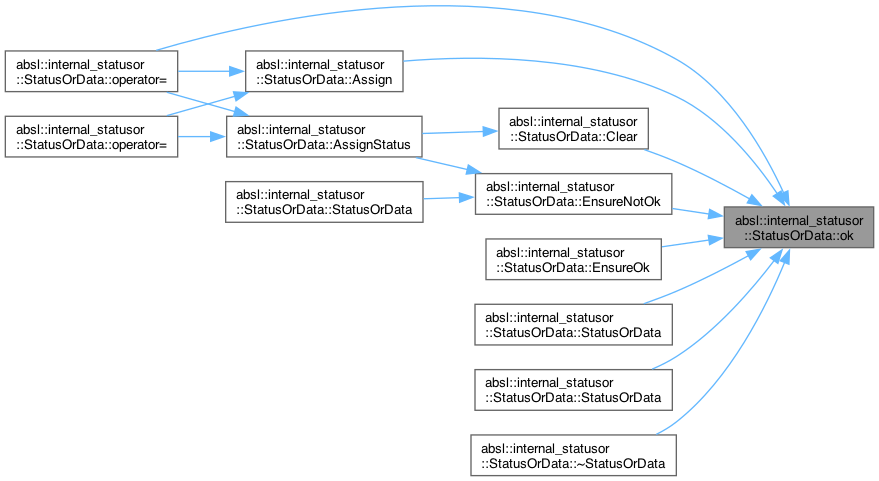 absl::internal_statusor
::StatusOrData::operator=
absl::internal_statusor
::StatusOrData::Assign
absl::internal_statusor
::StatusOrData::operator=
absl::internal_statusor
::StatusOrData::AssignStatus
absl::internal_statusor
::StatusOrData::Clear
absl::internal_statusor
::StatusOrData::StatusOrData
absl::internal_statusor
::StatusOrData::EnsureNotOk
absl::internal_statusor
::StatusOrData::ok
absl::internal_statusor
::StatusOrData::EnsureOk
absl::internal_statusor
::StatusOrData::StatusOrData
absl::internal_statusor
::StatusOrData::StatusOrData
absl::internal_statusor
::StatusOrData::~StatusOrData